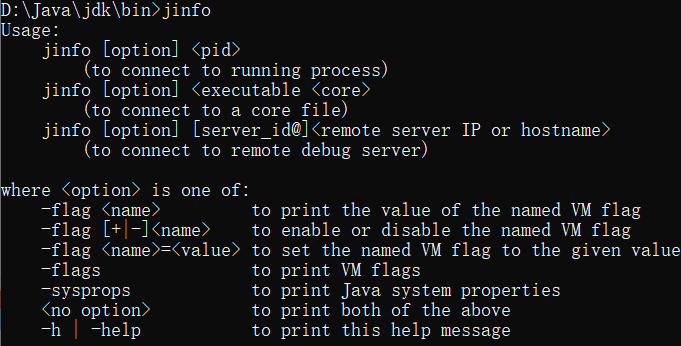 D:\Java\jdk\bin>jinfo
Usage:
    jinfo [option] <pid>
        (to connect to running process)
    jinfo [option] <executable <core>
        (to connect to a core file)
    jinfo [option] [server_id@]<remote server IP or hostname>
        (to connect to remote debug server)

where <option> is one of:
    -flag <name>         to print the value of the named VM flag
    -flag [+|-]<name>    to enable or disable the named VM flag
    -flag <name>=<value> to set the named VM flag to the given value
    -flags               to print VM flags
    -sysprops            to print Java system properties
    <no option>          to print both of the above
    -h | -help           to print this help message